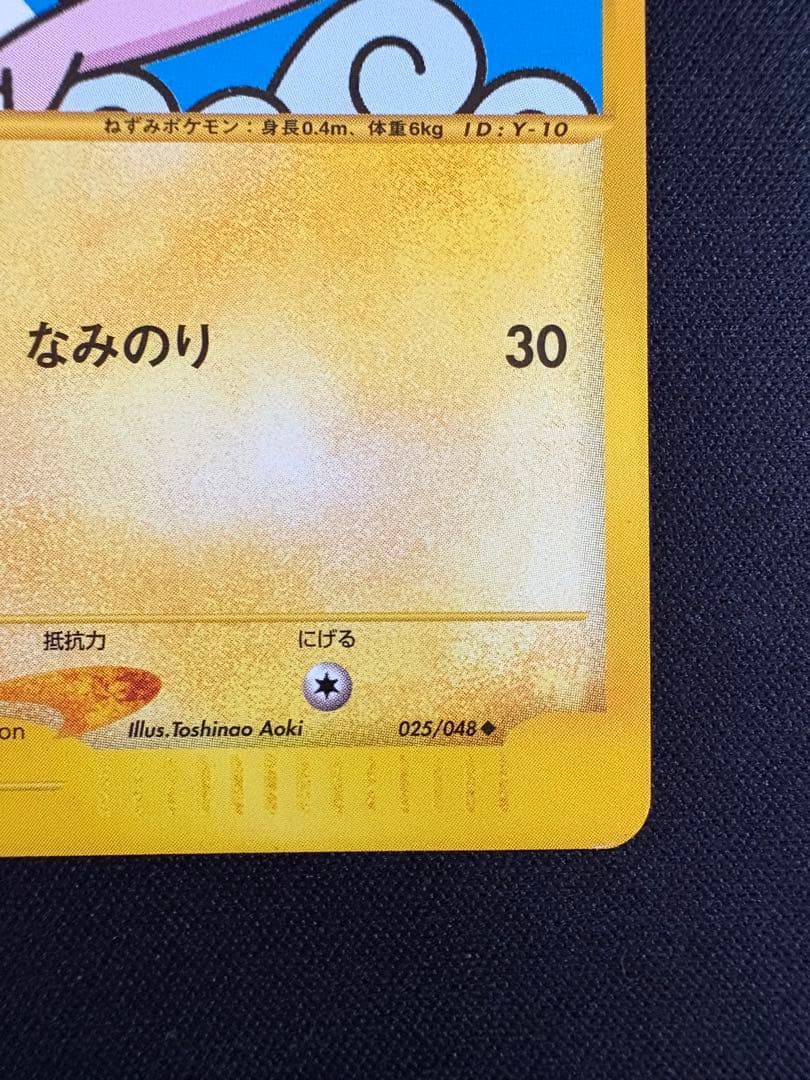 ねずみポケモン：身長0.4m、体重6kg ID:Y-10
なみのり 30
抵抗力 にげる
on Illus.Toshinao Aoki 025/048◆